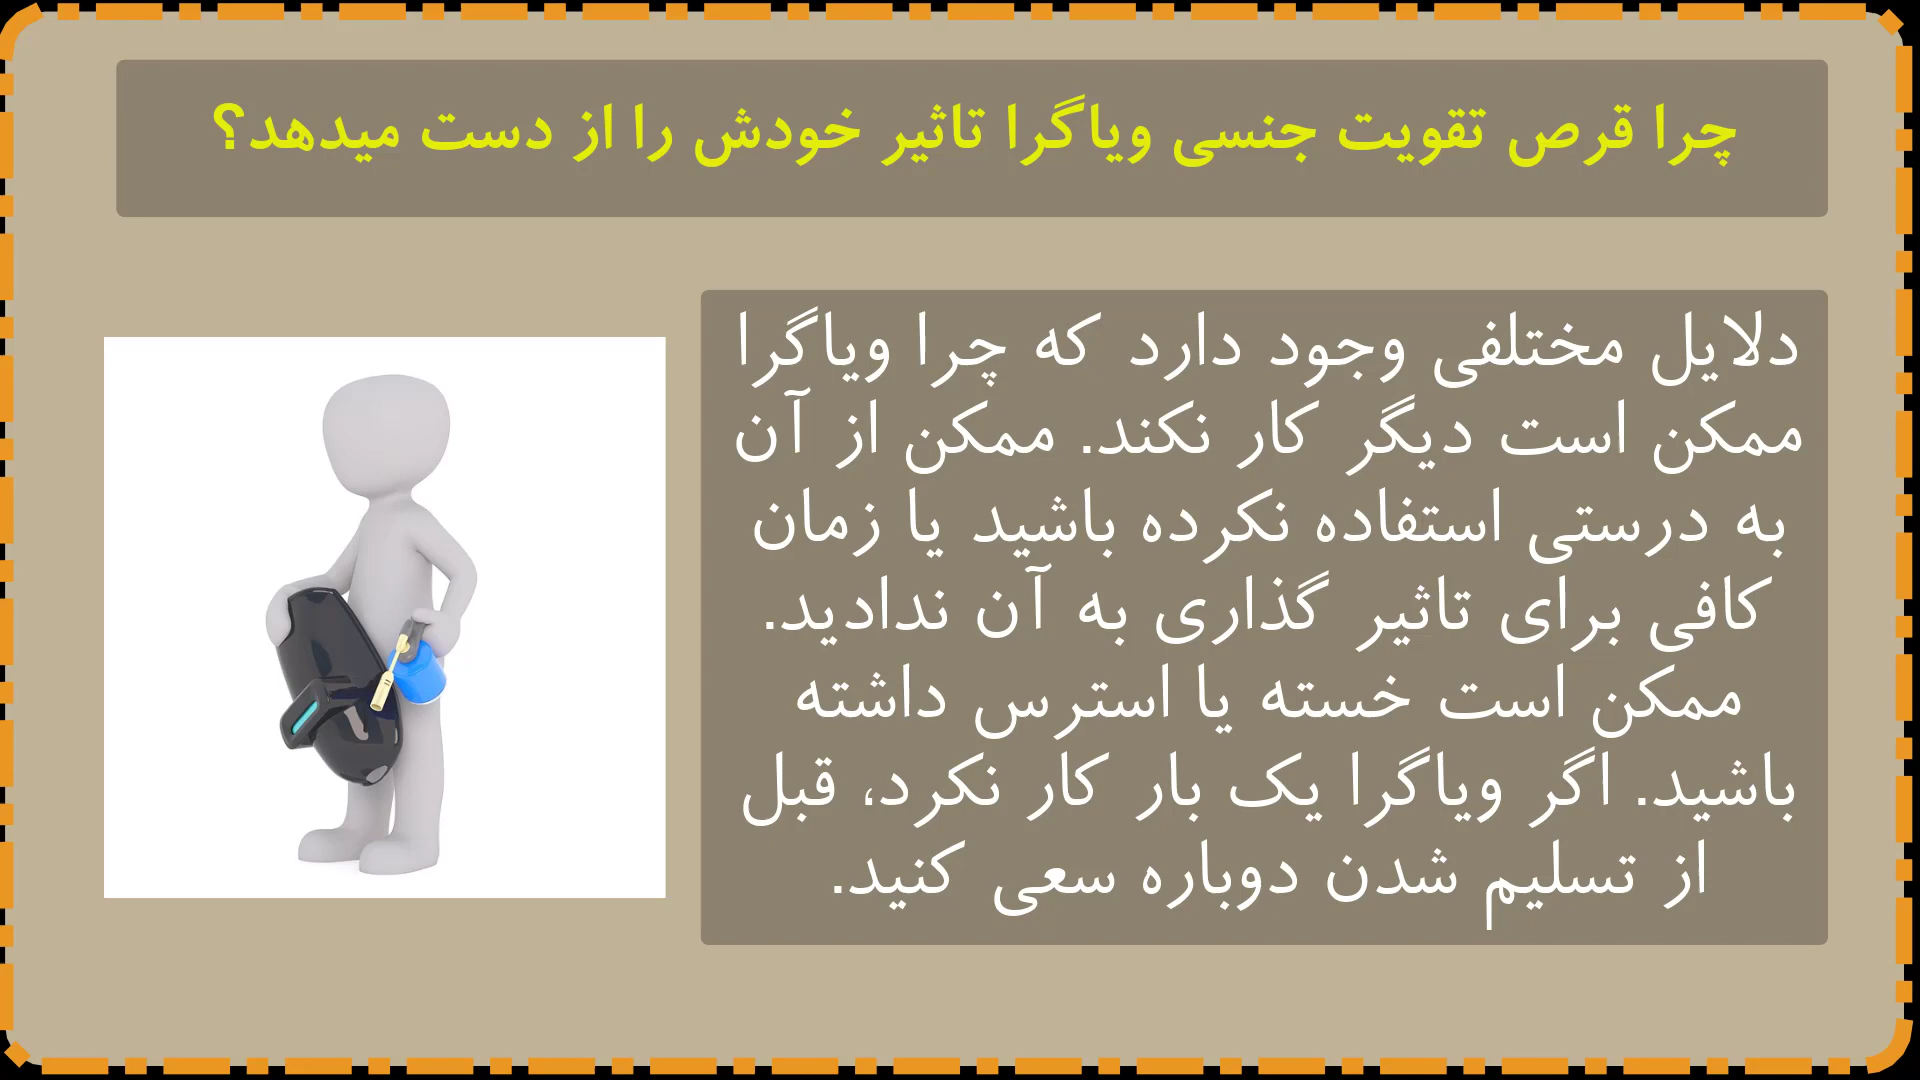 چرا قرص تقویت جنسی ویاگرا تاثیر خودش را از دست میدهد؟
دلایل مختلفی وجود دارد که چرا ویاگرا
ممکن است دیگر کار نکند. ممکن از آن
به درستی استفاده نکرده باشید یا زمان
کافی برای تاثیر گذاری به آن ندادید.
ممکن است خسته یا استرس داشته
باشید. اگر ویاگرا یک بار کار نکرد، قبل
از تسلیم شدن دوباره سعی کنید.